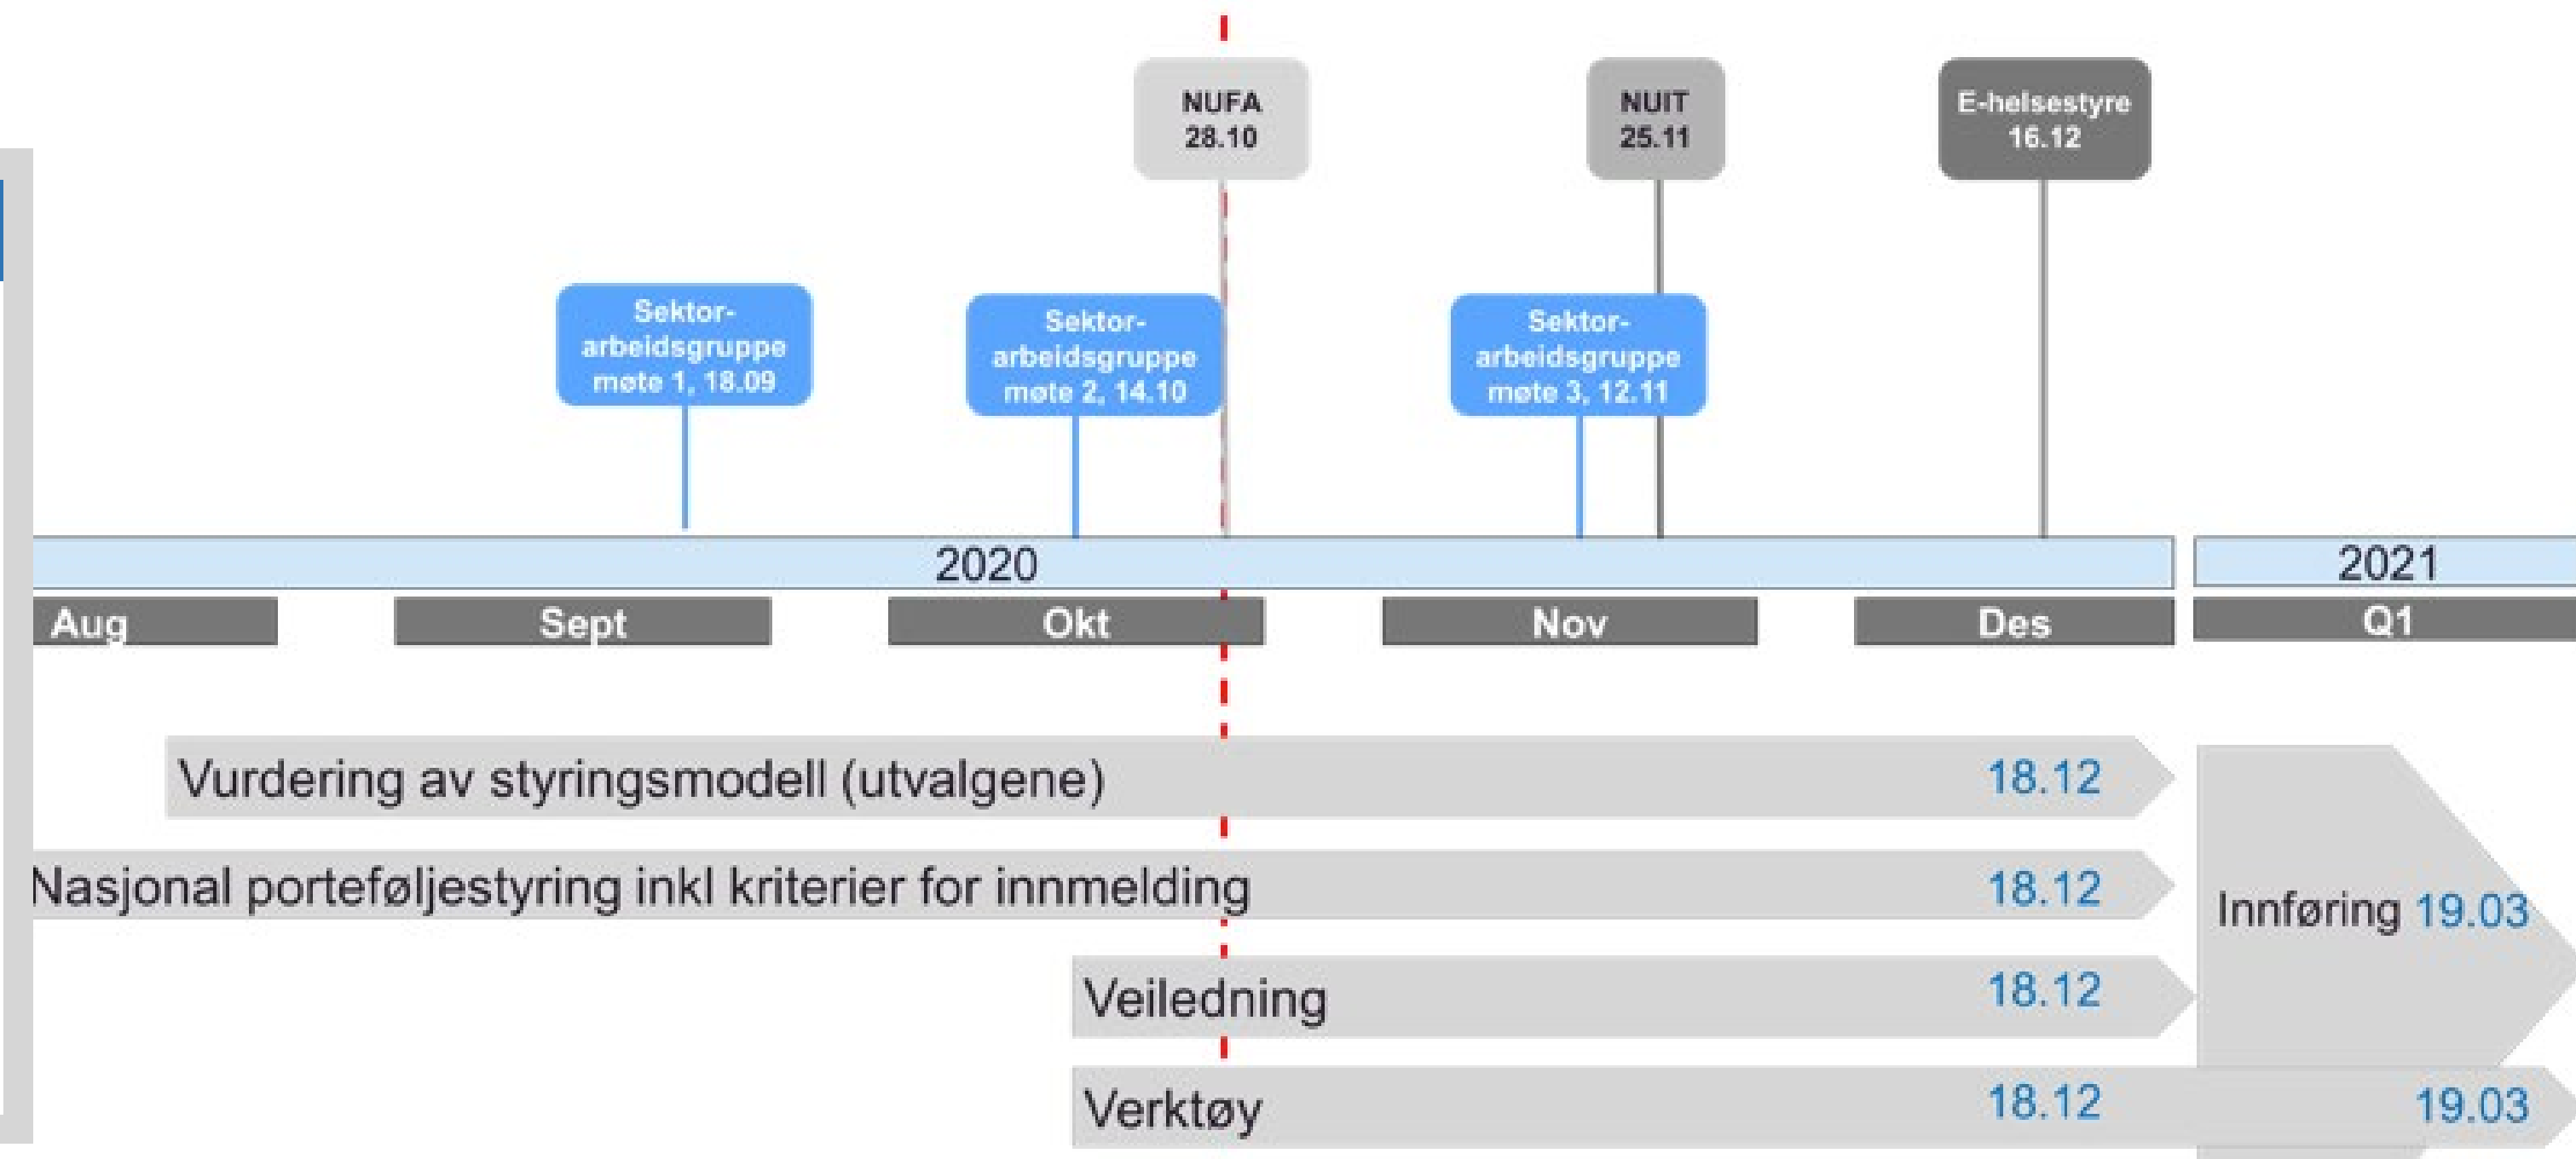 NUFA
28.10
NUIT
25.11
E-helsestyre
16.12
Sektor-
arbeidsgruppe
møte 1, 18.09
Sektor-
arbeidsgruppe
møte 2, 14.10
Sektor-
arbeidsgruppe
møte 3, 12.11
2020
2021
Aug
Sept
Okt
Nov
Des
Q1
Vurdering av styringsmodell (utvalgene)
18.12
Nasjonal porteføljestyring inkl kriterier for innmelding
18.12
Innføring 19.03
Veiledning
18.12
Verktøy
18.12
19.03